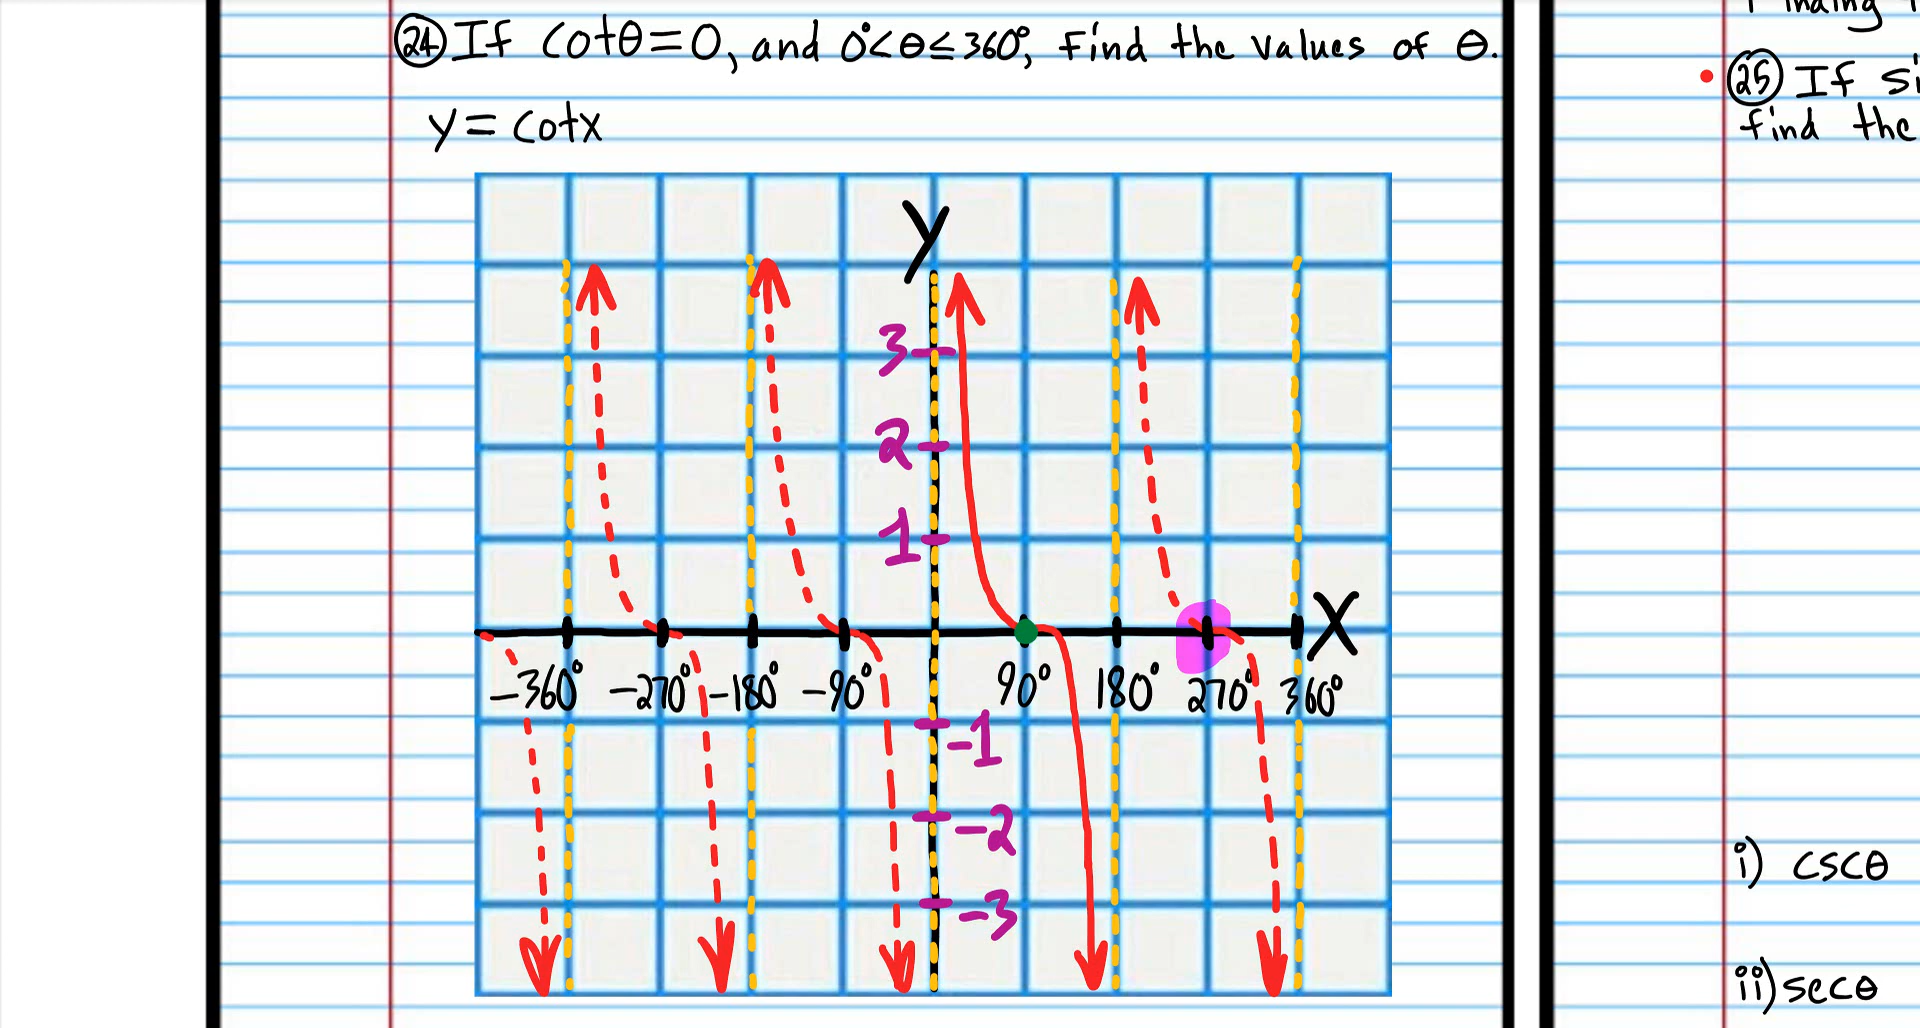 24 If cotθ=0, and 0°<θ≤360°, find the values of θ.
y= cotx
y
3
2
1
x
-360° -270° -180° -90° 90° 180° 270° 360°
-1
-2
-3
25 If
find the
i) cscθ
ii) secθ